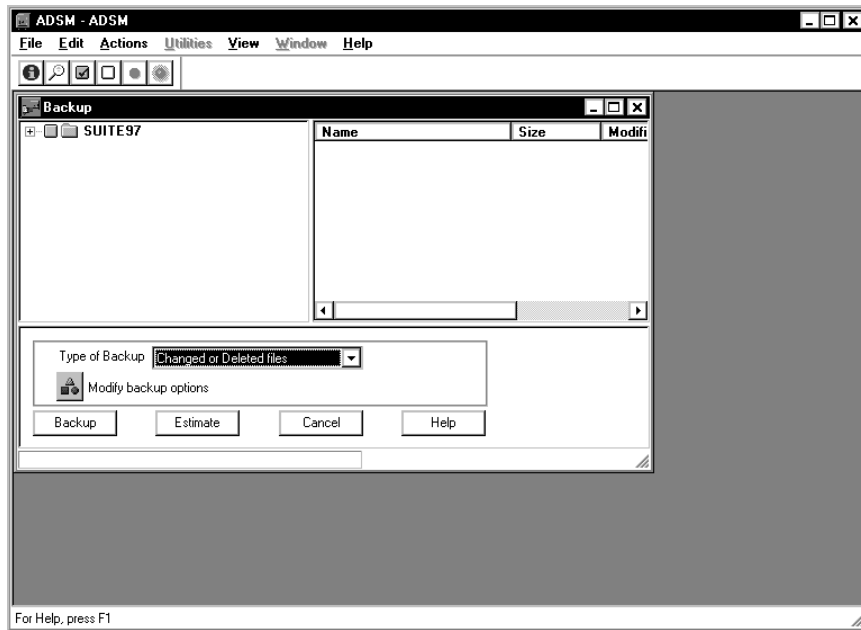 ADSM - ADSM
File Edit Actions Utilities View Window Help
Backup
SUITE97
Name Size Modifi
Type of Backup Changed or Deleted files
Modify backup options
Backup Estimate Cancel Help
For Help, press F1